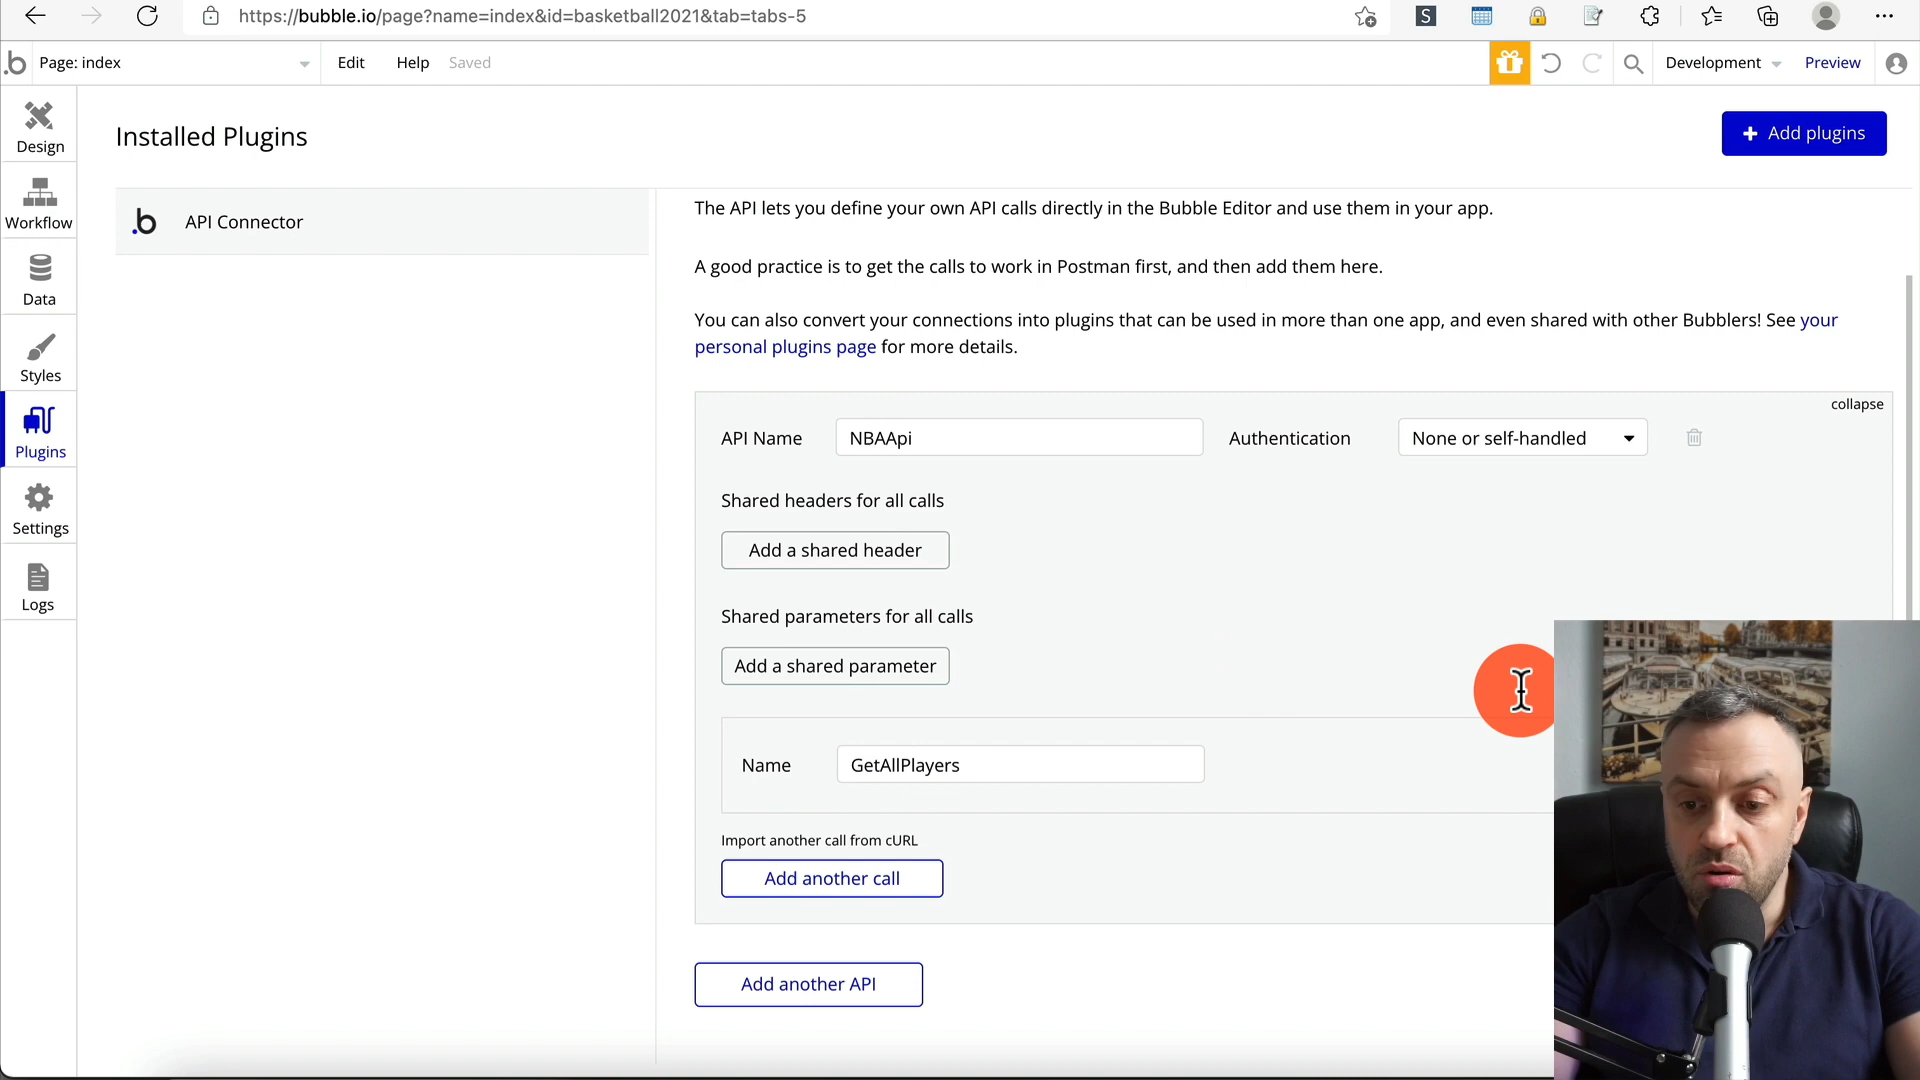 https://bubble.io/page?name=index&id=basketball2021&tab=tabs-5
S
.b
Page: index
Edit
Help
Saved
Development
Preview
Design
Workflow
Data
Styles
Plugins
Settings
Logs
Installed Plugins
+ Add plugins
.b
API Connector
The API lets you define your own API calls directly in the Bubble Editor and use them in your app.
A good practice is to get the calls to work in Postman first, and then add them here.
You can also convert your connections into plugins that can be used in more than one app, and even shared with other Bubblers! See your
personal plugins page for more details.
collapse
API Name
NBAApi
Authentication
None or self-handled
Shared headers for all calls
Add a shared header
Shared parameters for all calls
Add a shared parameter
Name
GetAllPlayers
Import another call from cURL
Add another call
Add another API